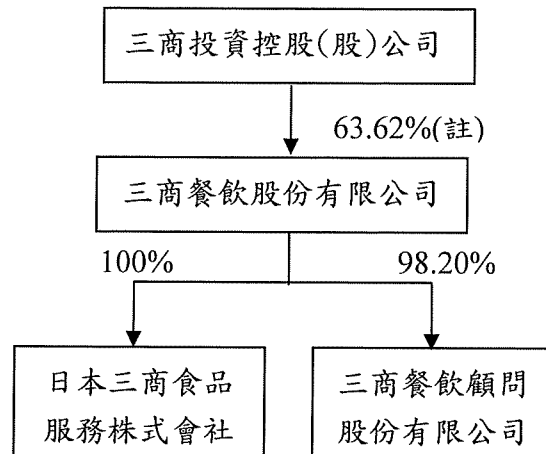 三商投資控股(股)公司
63.62%(註)
三商餐飲股份有限公司
100%
98.20%
日本三商食品
服務株式會社
三商餐飲顧問
股份有限公司